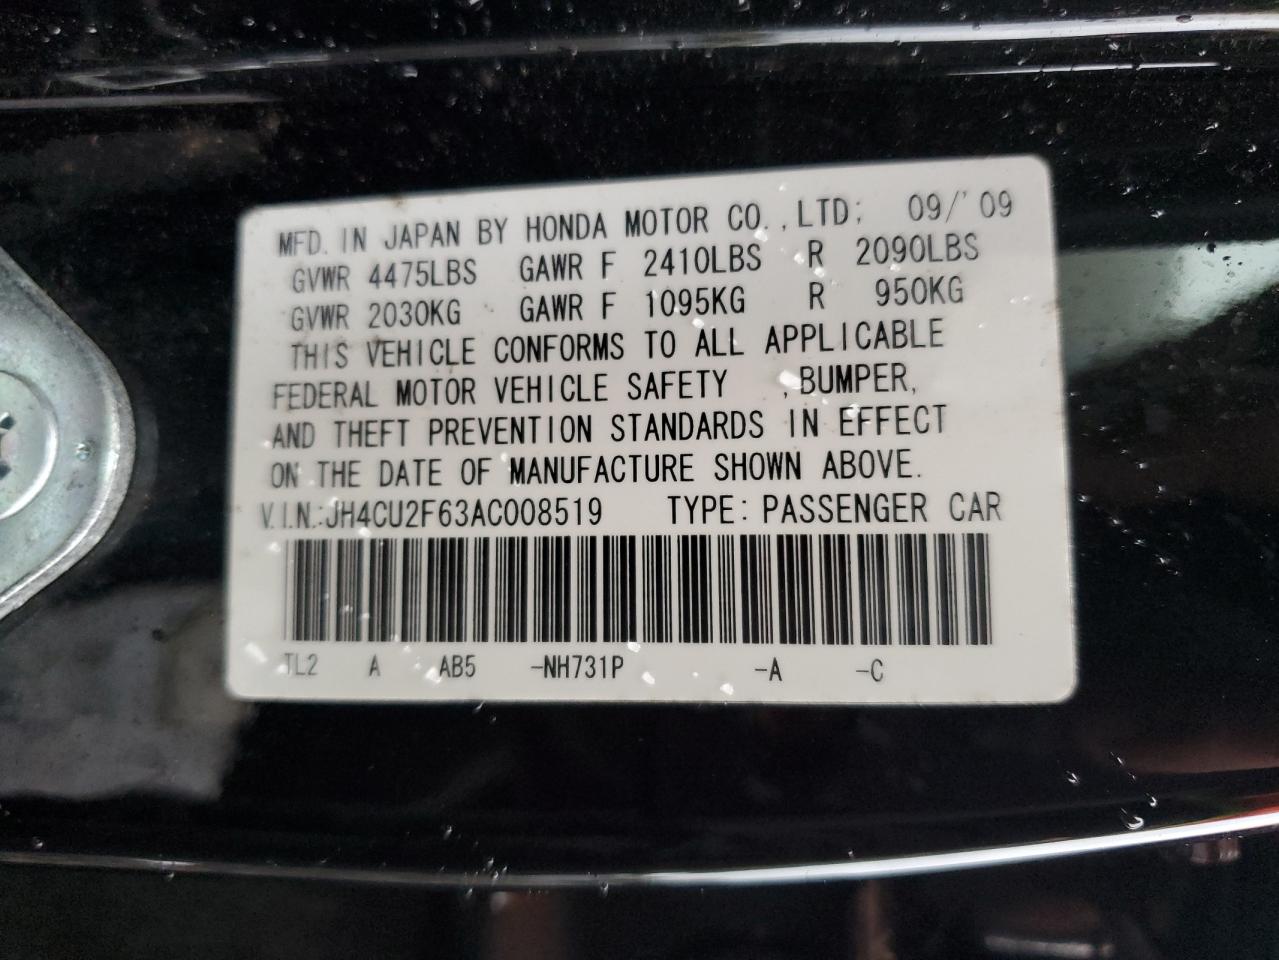 MFD. IN JAPAN BY HONDA MOTOR CO., LTD; 09/'09
GVWR 4475LBS GAWR F 2410LBS R 2090LBS
GVWR 2030KG GAWR F 1095KG R 950KG
THIS VEHICLE CONFORMS TO ALL APPLICABLE
FEDERAL MOTOR VEHICLE SAFETY , BUMPER,
AND THEFT PREVENTION STANDARDS IN EFFECT
ON THE DATE OF MANUFACTURE SHOWN ABOVE.
V.I.N.: JH4CU2F63AC008519 TYPE: PASSENGER CAR
TL2 A AB5 -NH731P -A -C